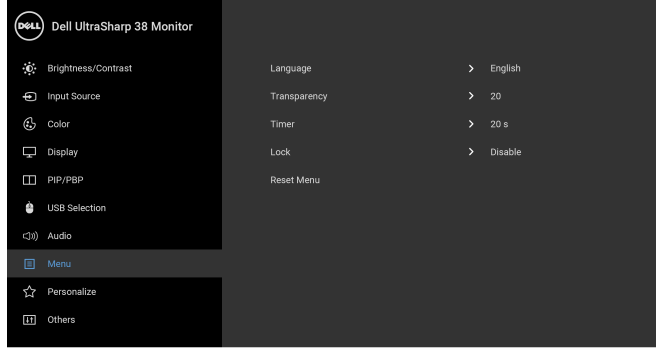 DELL Dell UltraSharp 38 Monitor
Brightness/Contrast
Input Source
Color
Display
PIP/PBP
USB Selection
Audio
Menu
Personalize
Others
Language > English
Transparency > 20
Timer > 20 s
Lock > Disable
Reset Menu